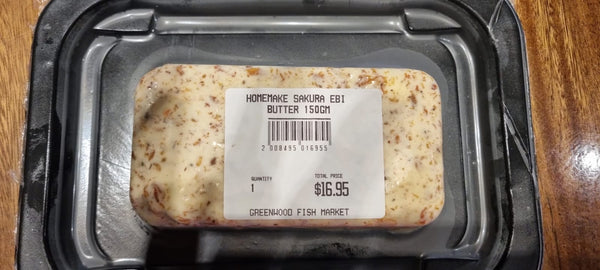 HOMEMAKE SAKURA EBI
BUTTER 150GM
2 008495 016955
QUANTITY
TOTAL PRICE
1
$16.95
GREENWOOD FISH MARKET